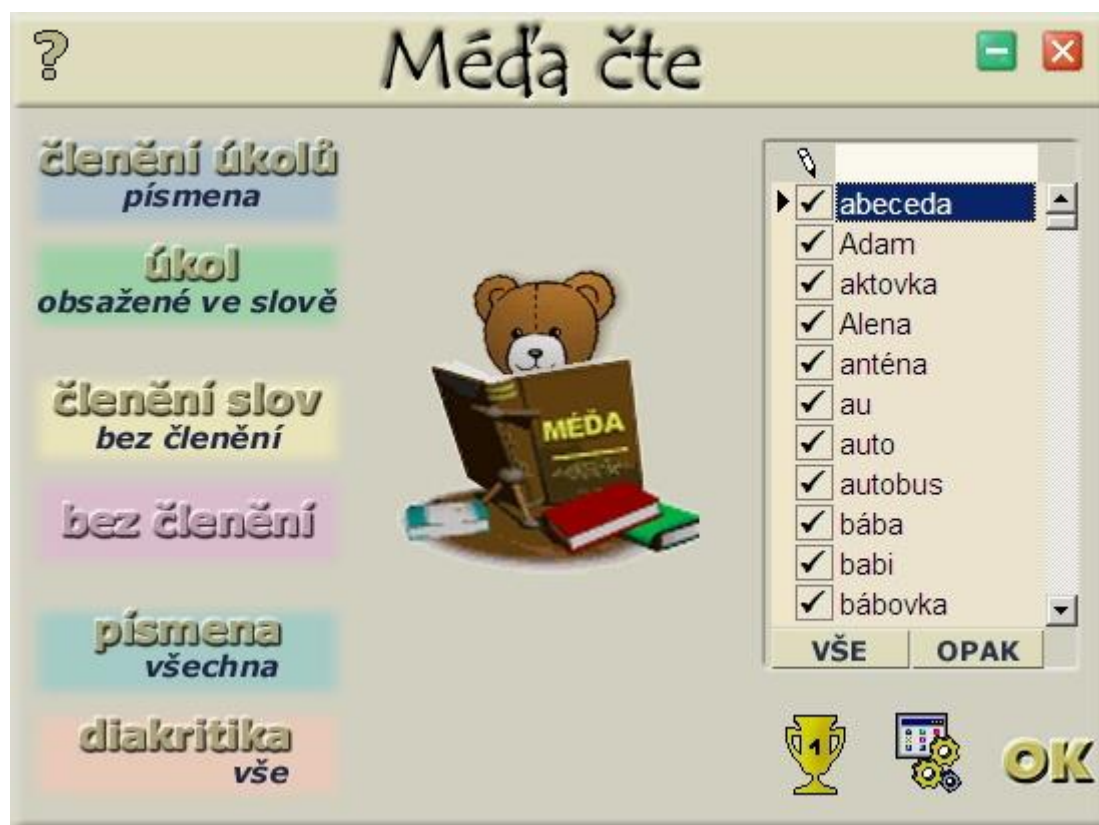 ?
Méďa čte
členění úkolů
písmena
úkol
obsažené ve slově
členění slov
bez členění
bez členění
písmena
všechna
diakritika
vše
MÉĎA
abeceda
Adam
aktovka
Alena
anténa
au
auto
autobus
bába
babi
bábovka
VŠE OPAK
1
OK